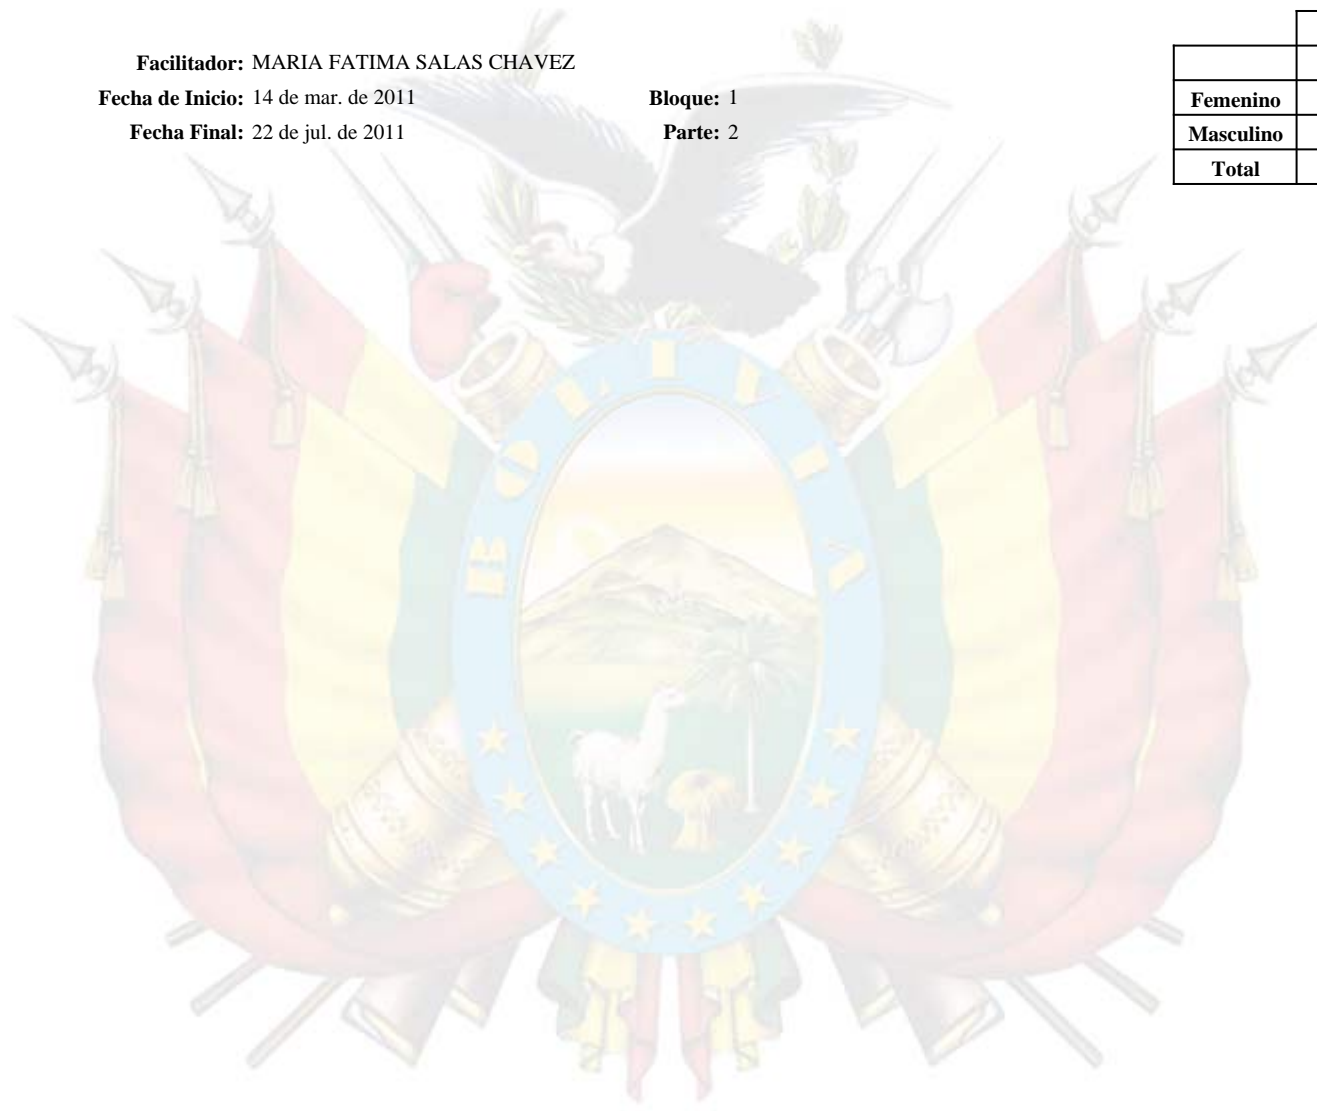 Facilitador: MARIA FATIMA SALAS CHAVEZ
Fecha de Inicio: 14 de mar. de 2011 Bloque: 1
Fecha Final: 22 de jul. de 2011 Parte: 2
Femenino
Masculino
Total
BOLIVIA